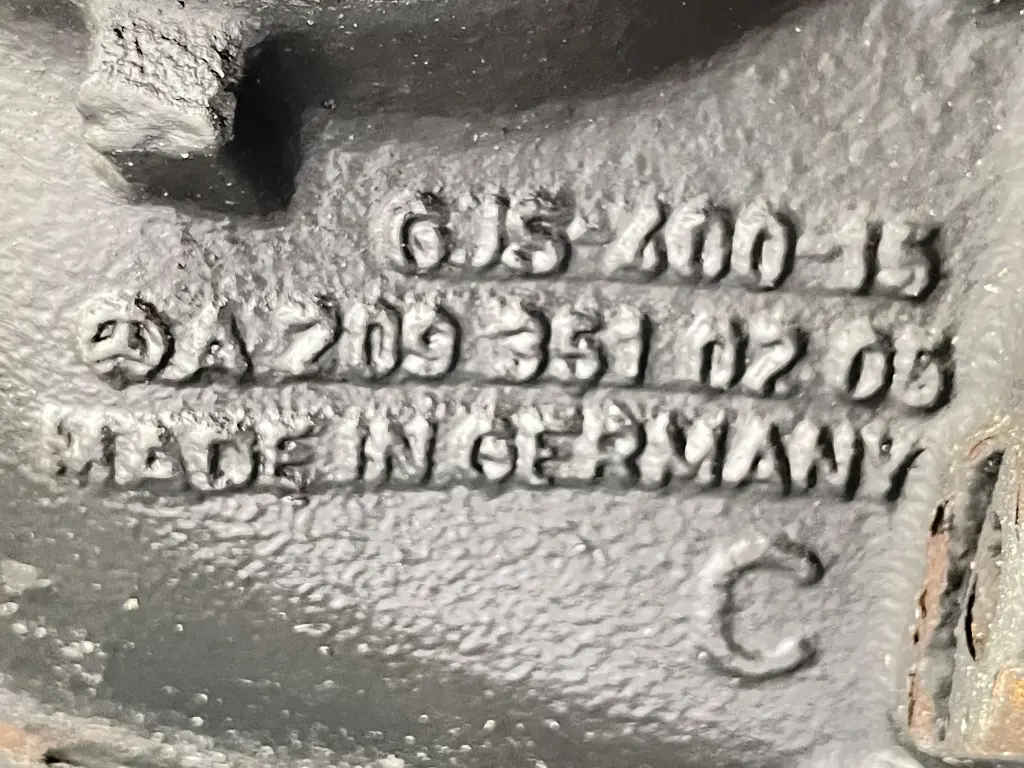 GJS-400-15
A 209 351 02 05
MADE IN GERMANY
C